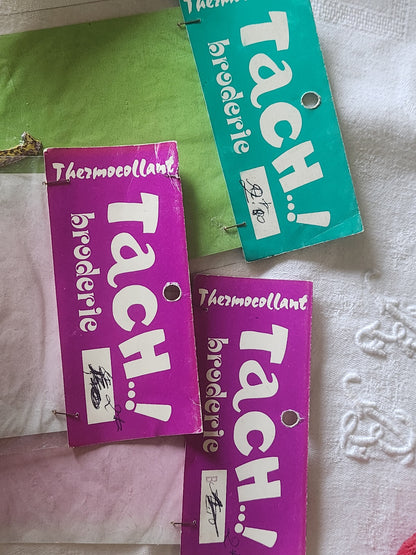 Thermocollant
TACH...!
broderie
Thermocollant
TACH...!
broderie
Thermocollant
TACH...!
broderie